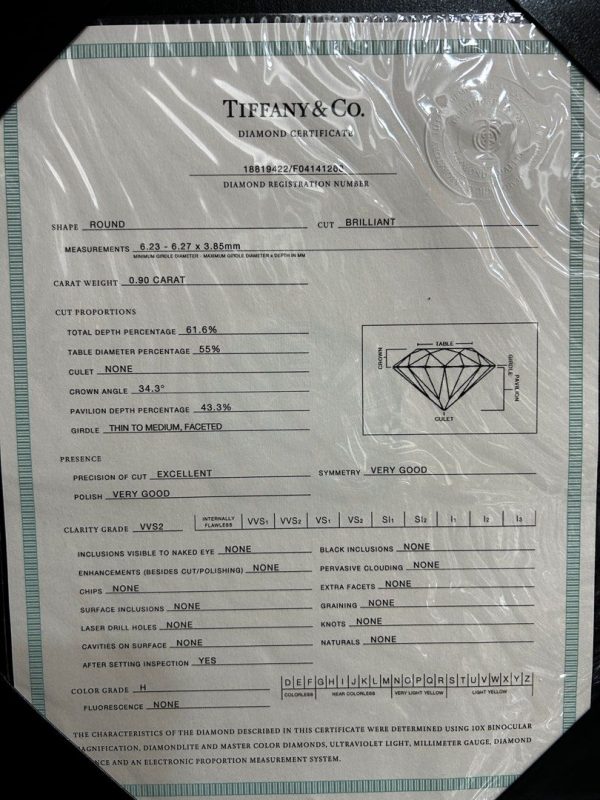 TIFFANY & CO.
DIAMOND CERTIFICATE
18819422/F04141263
DIAMOND REGISTRATION NUMBER
SHAPE ROUND CUT BRILLIANT
MEASUREMENTS 6.23 - 6.27 x 3.85mm
MINIMUM GIRDLE DIAMETER - MAXIMUM GIRDLE DIAMETER x DEPTH IN MM
CARAT WEIGHT 0.90 CARAT
CUT PROPORTIONS
TOTAL DEPTH PERCENTAGE 61.6%
TABLE DIAMETER PERCENTAGE 55%
CULET NONE
CROWN ANGLE 34.3°
PAVILION DEPTH PERCENTAGE 43.3%
GIRDLE THIN TO MEDIUM, FACETED
TABLE
CROWN
GIRDLE
PAVILION
CULET
PRESENCE
PRECISION OF CUT EXCELLENT SYMMETRY VERY GOOD
POLISH VERY GOOD
CLARITY GRADE VVS2 INTERNALLY FLAWLESS VVS1 VVS2 VS1 VS2 SI1 SI2 I1 I2 I3
INCLUSIONS VISIBLE TO NAKED EYE NONE BLACK INCLUSIONS NONE
ENHANCEMENTS (BESIDES CUT/POLISHING) NONE PERVASIVE CLOUDING NONE
CHIPS NONE EXTRA FACETS NONE
SURFACE INCLUSIONS NONE GRAINING NONE
LASER DRILL HOLES NONE KNOTS NONE
CAVITIES ON SURFACE NONE NATURALS NONE
AFTER SETTING INSPECTION YES
COLOR GRADE H D E F G H I J K L M N O P Q R S T U V W X Y Z
COLORLESS NEAR COLORLESS VERY LIGHT YELLOW LIGHT YELLOW
FLUORESCENCE NONE
THE CHARACTERISTICS OF THE DIAMOND DESCRIBED IN THIS CERTIFICATE WERE DETERMINED USING 10X BINOCULAR
AGNIFICATION, DIAMONDLITE AND MASTER COLOR DIAMONDS, ULTRAVIOLET LIGHT, MILLIMETER GAUGE, DIAMOND
NCE AND AN ELECTRONIC PROPORTION MEASUREMENT SYSTEM.